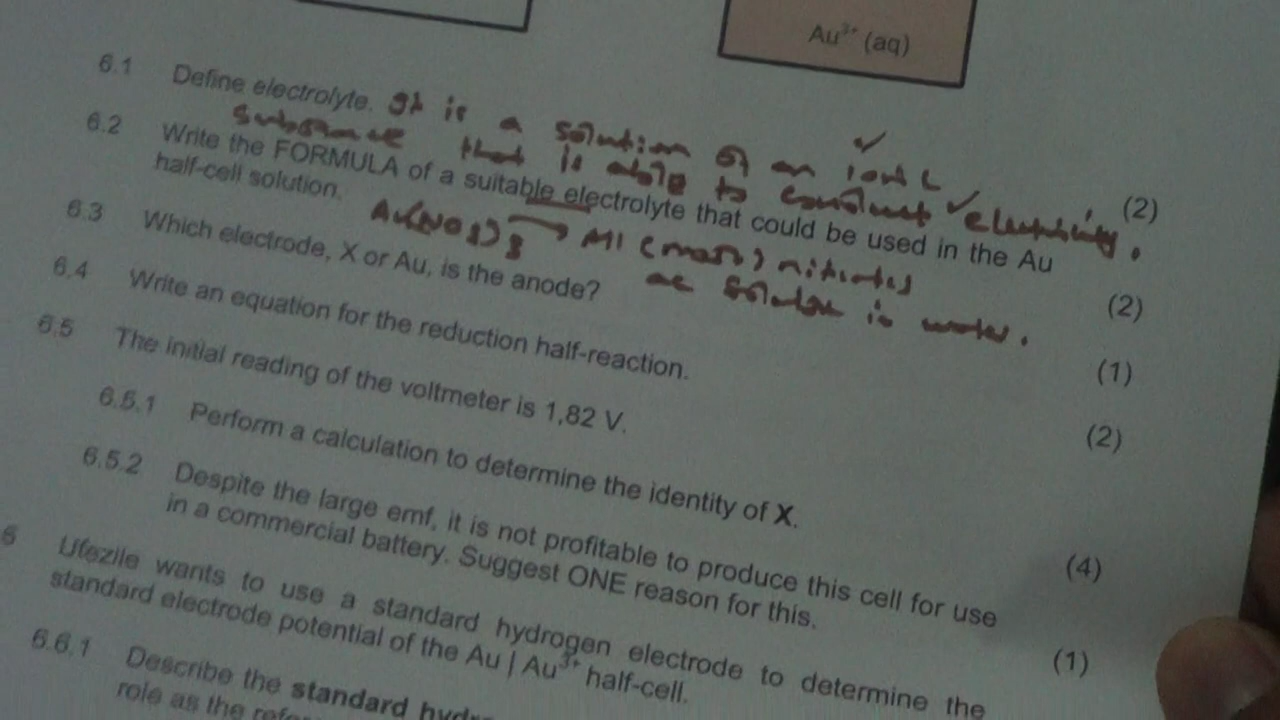 Au³⁺ (aq)
6.1 Define electrolyte. It is a solution of an ionic
substance that is able to conduct electricity. (2)
6.2 Write the FORMULA of a suitable electrolyte that could be used in the Au
half-cell solution. Au(NO3)3 → All (most) nitrates (2)
are soluble in water.
6.3 Which electrode, X or Au, is the anode? (1)
6.4 Write an equation for the reduction half-reaction. (2)
6.5 The initial reading of the voltmeter is 1,82 V.
6.5.1 Perform a calculation to determine the identity of X. (4)
6.5.2 Despite the large emf, it is not profitable to produce this cell for use
in a commercial battery. Suggest ONE reason for this. (1)
6 Ufezile wants to use a standard hydrogen electrode to determine the
standard electrode potential of the Au | Au³⁺ half-cell.
6.6.1 Describe the standard
role as the